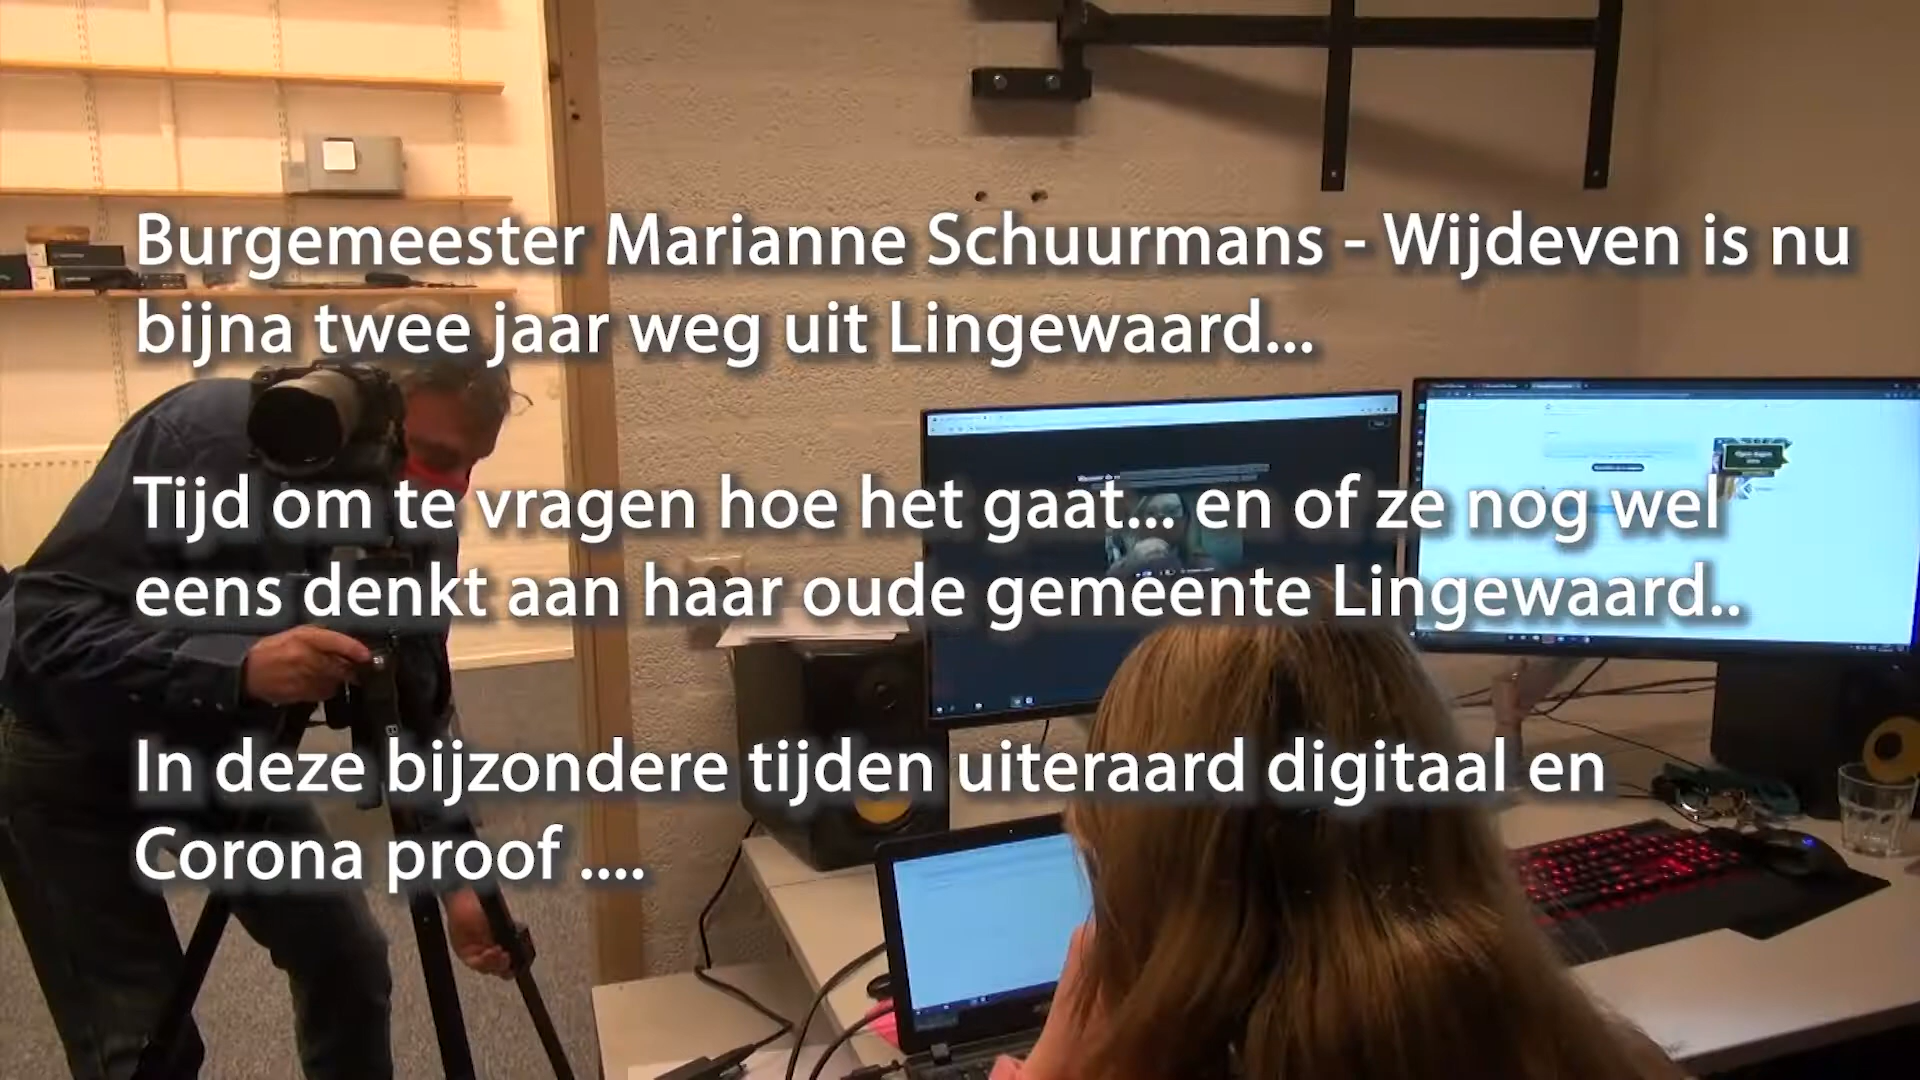 Burgemeester Marianne Schuurmans - Wijdeven is nu
bijna twee jaar weg uit Lingewaard...
Tijd om te vragen hoe het gaat... en of ze nog wel
eens denkt aan haar oude gemeente Lingewaard..
In deze bijzondere tijden uiteraard digitaal en
Corona proof ....